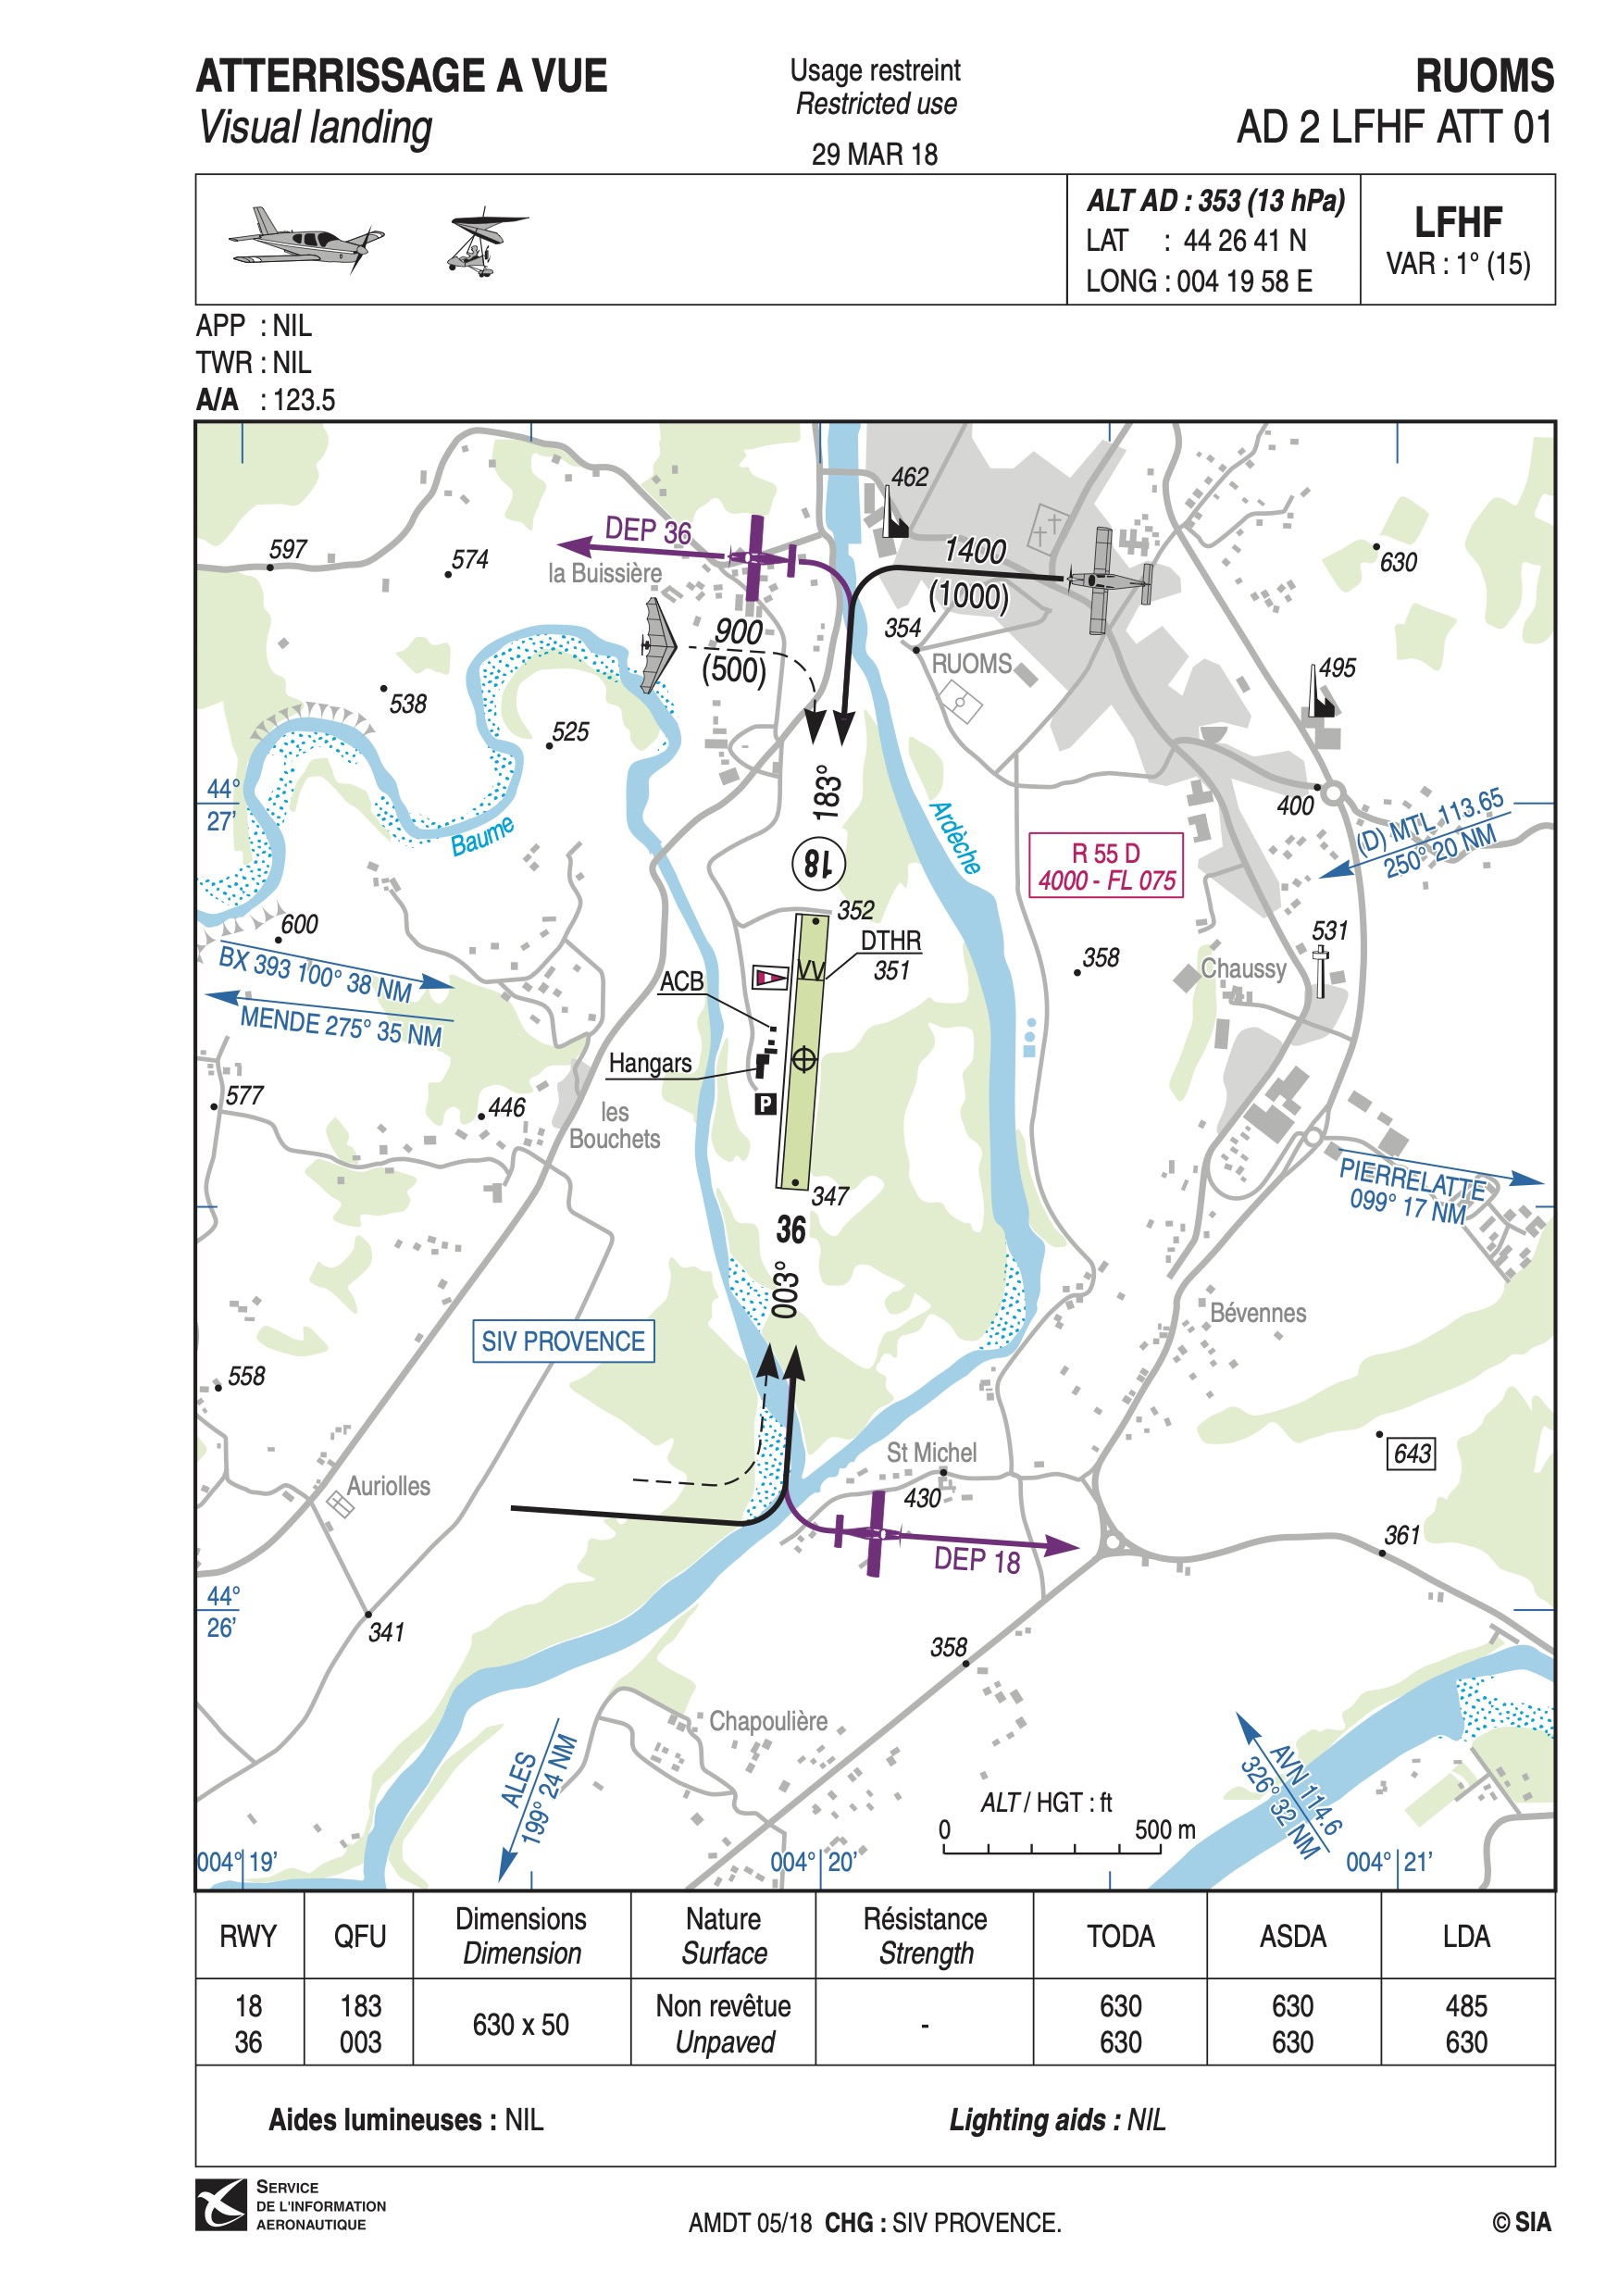 ATTERRISSAGE A VUE
Visual landing
Usage restreint
Restricted use
29 MAR 18
RUOMS
AD 2 LFHF ATT 01
ALT AD : 353 (13 hPa)
LAT : 44 26 41 N
LONG : 004 19 58 E
LFHF
VAR : 1° (15)
APP : NIL
TWR : NIL
A/A : 123.5
462
DEP 36
597
574
la Buissière
1400
(1000)
630
900
(500)
354
RUOMS
495
538
525
183°
44°
27'
400
Baume
Ardèche
(D) MTL 113.65
250° 20 NM
18
R 55 D
4000 - FL 075
352
DTHR
351
600
358
531
Chaussy
BX 393 100° 38 NM
ACB
MENDE 275° 35 NM
Hangars
577
446
P
les
Bouchets
347
36
PIERRELATTE
099° 17 NM
003°
SIV PROVENCE
Bévennes
558
St Michel
643
Auriolles
430
361
DEP 18
44°
26'
341
358
Chapoulière
ALES
199° 24 NM
AVN 114.6
326° 32 NM
ALT / HGT : ft
0 500 m
004° 19'
004° 20'
004° 21'
RWY QFU Dimensions Nature Résistance TODA ASDA LDA
Dimension Surface Strength
18 183 630 x 50 Non revêtue - 630 630 485
36 003 Unpaved 630 630 630
Aides lumineuses : NIL
Lighting aids : NIL
SERVICE
DE L'INFORMATION
AERONAUTIQUE
AMDT 05/18 CHG : SIV PROVENCE.
© SIA